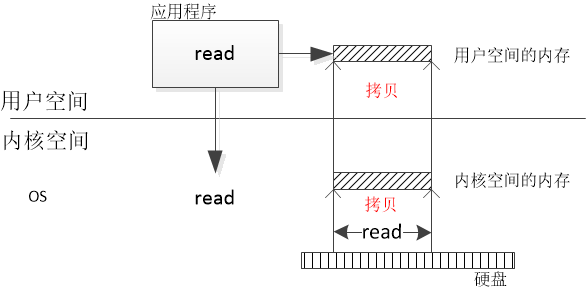 应用程序
read
用户空间的内存
拷贝
用户空间
内核空间
OS
read
内核空间的内存
拷贝
read
硬盘